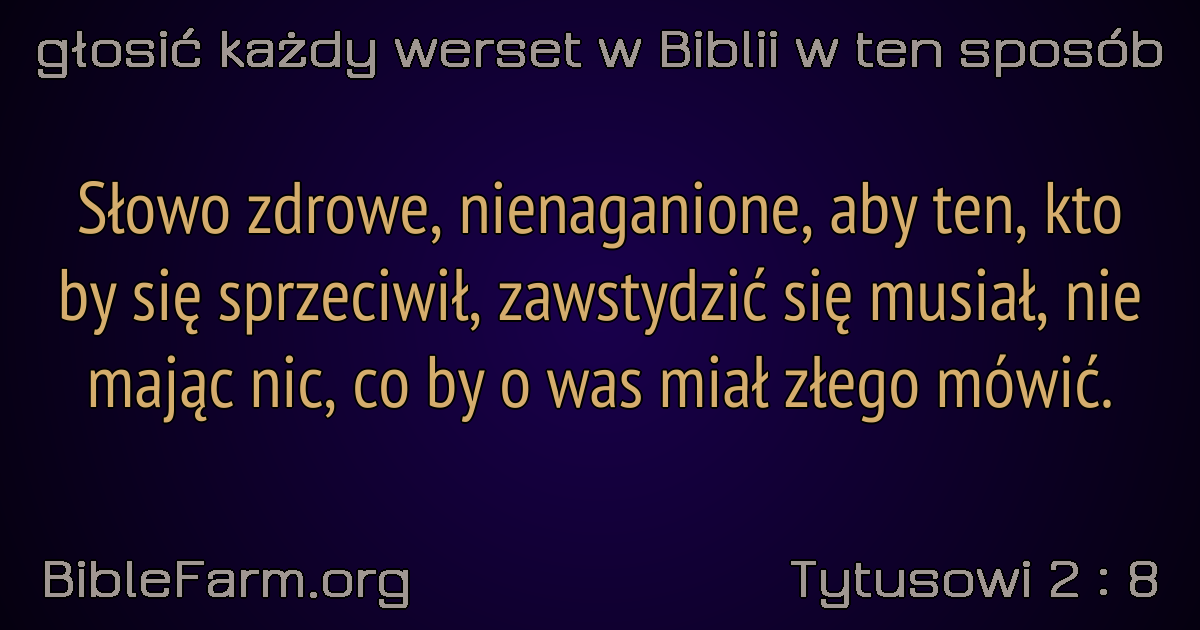 głosić każdy werset w Biblii w ten sposób
Słowo zdrowe, nienaganione, aby ten, kto
by się sprzeciwił, zawstydzić się musiał, nie
mając nic, co by o was miał złego mówić.
BibleFarm.org
Tytusowi 2 : 8